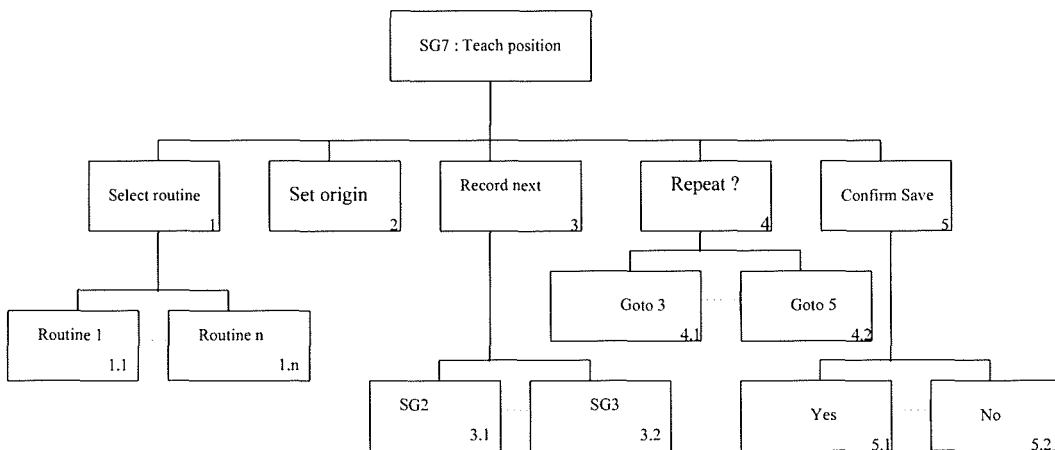 SG7 : Teach position
Select routine
1
Set origin
2
Record next
3
Repeat ?
4
Confirm Save
5
Routine 1
1.1
Routine n
1.n
Goto 3
4.1
Goto 5
4.2
SG2
3.1
SG3
3.2
Yes
5.1
No
5.2